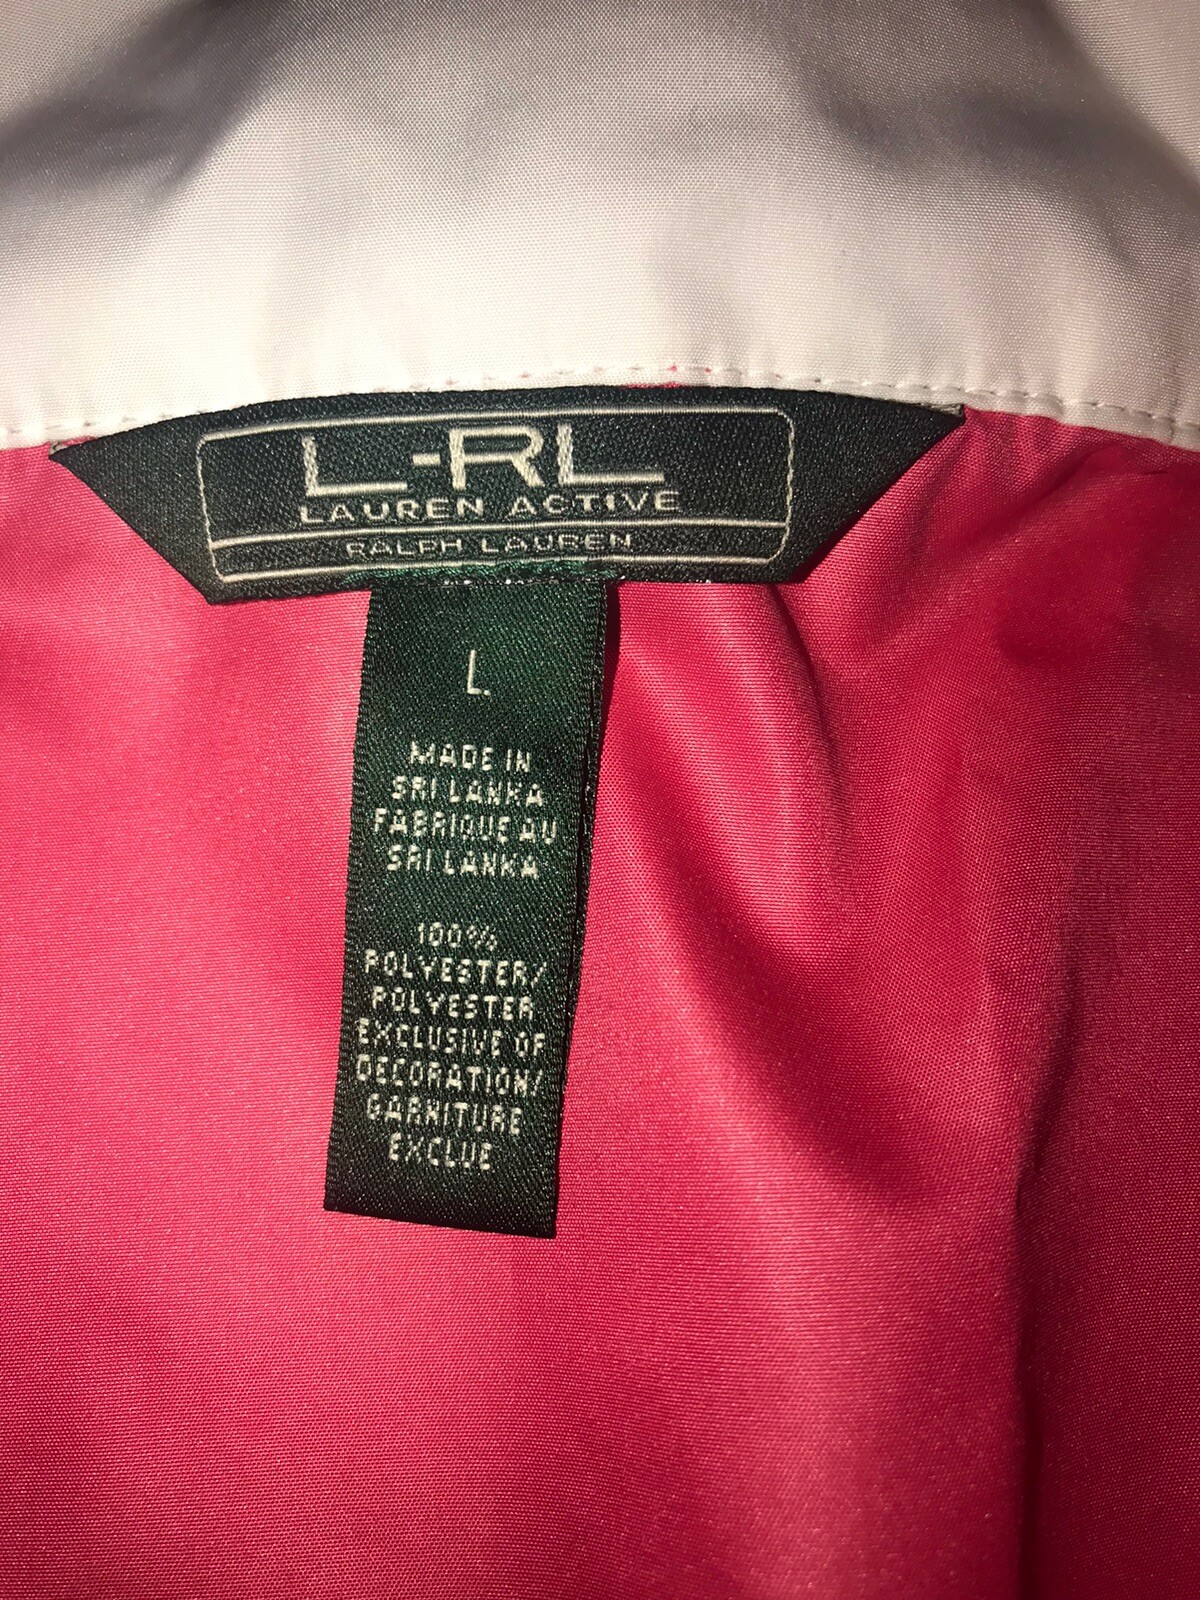 L-RL
LAUREN ACTIVE
RALPH LAUREN
L
MADE IN
SRI LANKA
FABRIQUE AU
SRI LANKA
100%
POLYESTER/
POLYESTER
EXCLUSIVE OF
DECORATION/
GARNITURE
EXCLUE